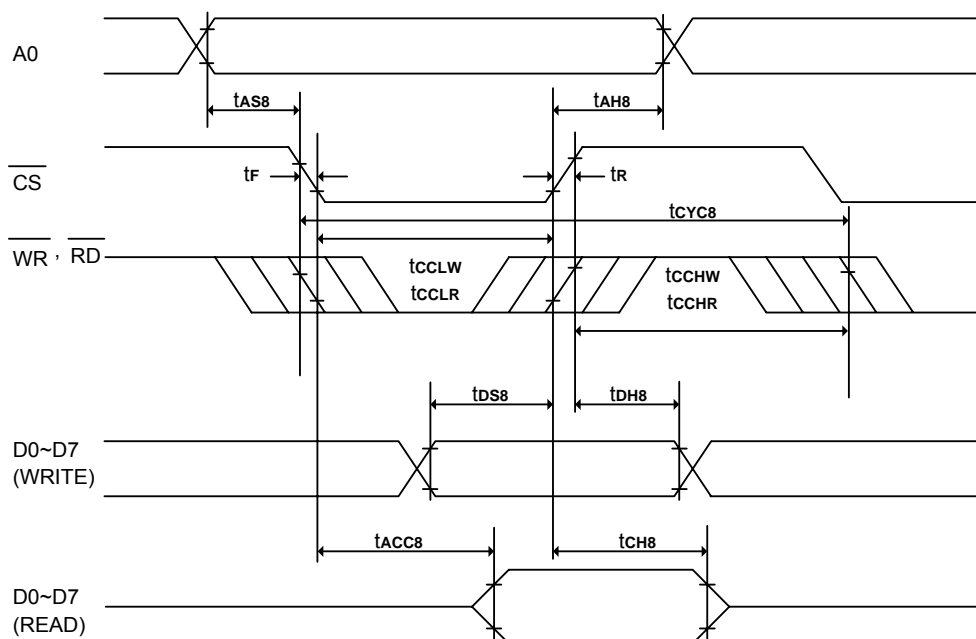 A0
tAS8
tAH8
CS
tF
tR
tCYC8
WR , RD
tCCLW
tCCHW
tCCLR
tCCHR
tDS8
tDH8
D0~D7
(WRITE)
tACC8
tCH8
D0~D7
(READ)